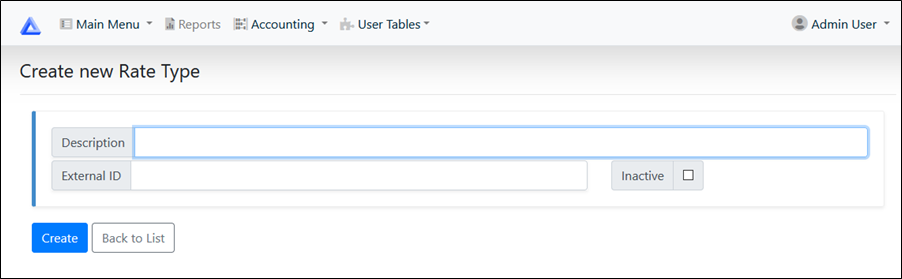 Main Menu Reports Accounting User Tables Admin User
Create new Rate Type
Description
External ID Inactive
Create Back to List